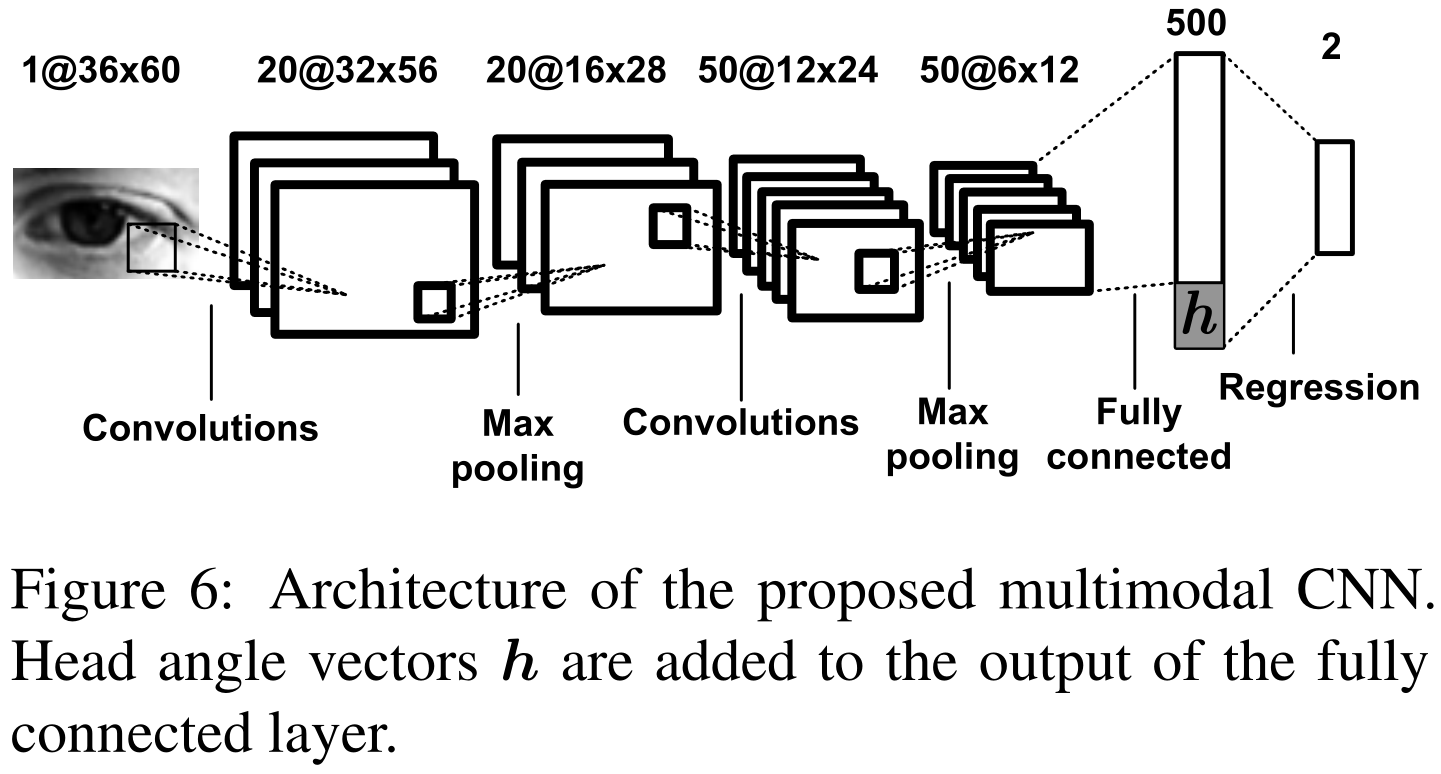 1@36x60 20@32x56 20@16x28 50@12x24 50@6x12 500 2
h
Convolutions Max pooling Convolutions Max pooling Fully connected Regression
Figure 6: Architecture of the proposed multimodal CNN.
Head angle vectors h are added to the output of the fully
connected layer.